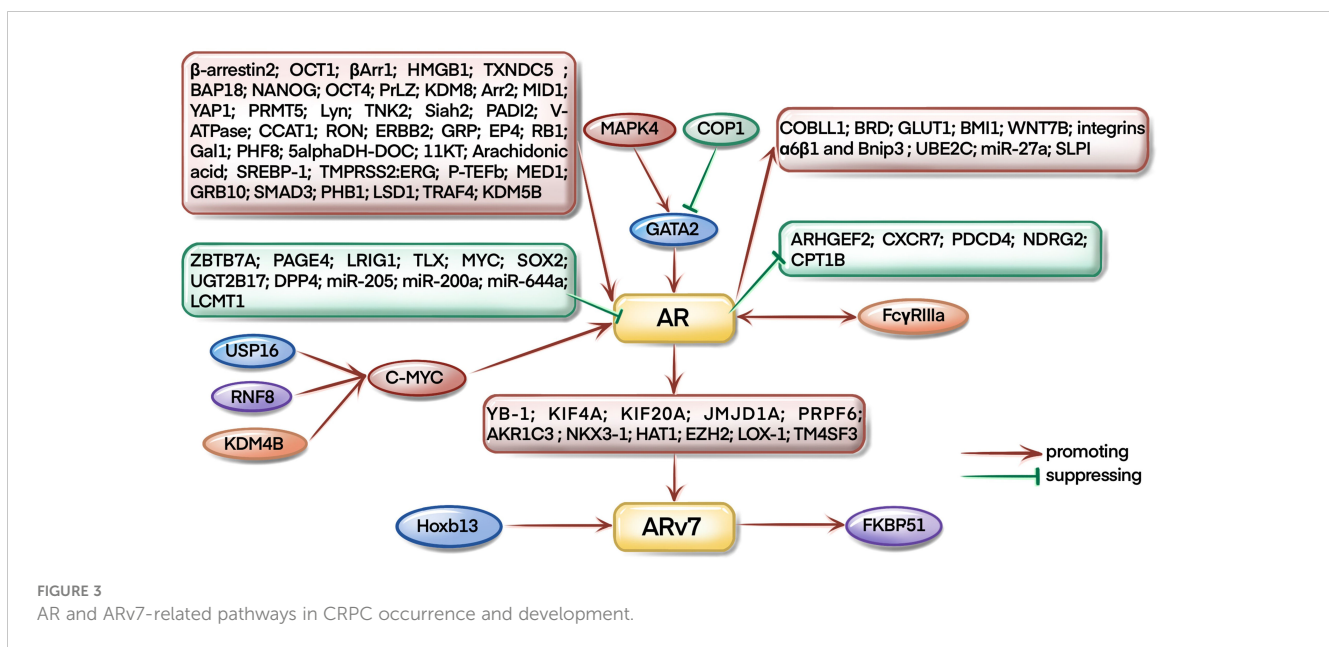 β-arrestin2; OCT1; βArr1; HMGB1; TXNDC5 ;
BAP18; NANOG; OCT4; PrLZ; KDM8; Arr2; MID1;
YAP1; PRMT5; Lyn; TNK2; Siah2; PADI2; V-
ATPase; CCAT1; RON; ERBB2; GRP; EP4; RB1;
Gal1; PHF8; 5alphaDH-DOC; 11KT; Arachidonic
acid; SREBP-1; TMPRSS2:ERG; P-TEFb; MED1;
GRB10; SMAD3; PHB1; LSD1; TRAF4; KDM5B
MAPK4
COP1
COBLL1; BRD; GLUT1; BMI1; WNT7B; integrins
α6β1 and Bnip3 ; UBE2C; miR-27a; SLPI
GATA2
ZBTB7A; PAGE4; LRIG1; TLX; MYC; SOX2;
UGT2B17; DPP4; miR-205; miR-200a; miR-644a;
LCMT1
ARHGEF2; CXCR7; PDCD4; NDRG2;
CPT1B
AR
FcγRIIIa
USP16
RNF8
KDM4B
C-MYC
YB-1; KIF4A; KIF20A; JMJD1A; PRPF6;
AKR1C3 ; NKX3-1; HAT1; EZH2; LOX-1; TM4SF3
promoting
suppressing
Hoxb13
ARv7
FKBP51
FIGURE 3
AR and ARv7-related pathways in CRPC occurrence and development.